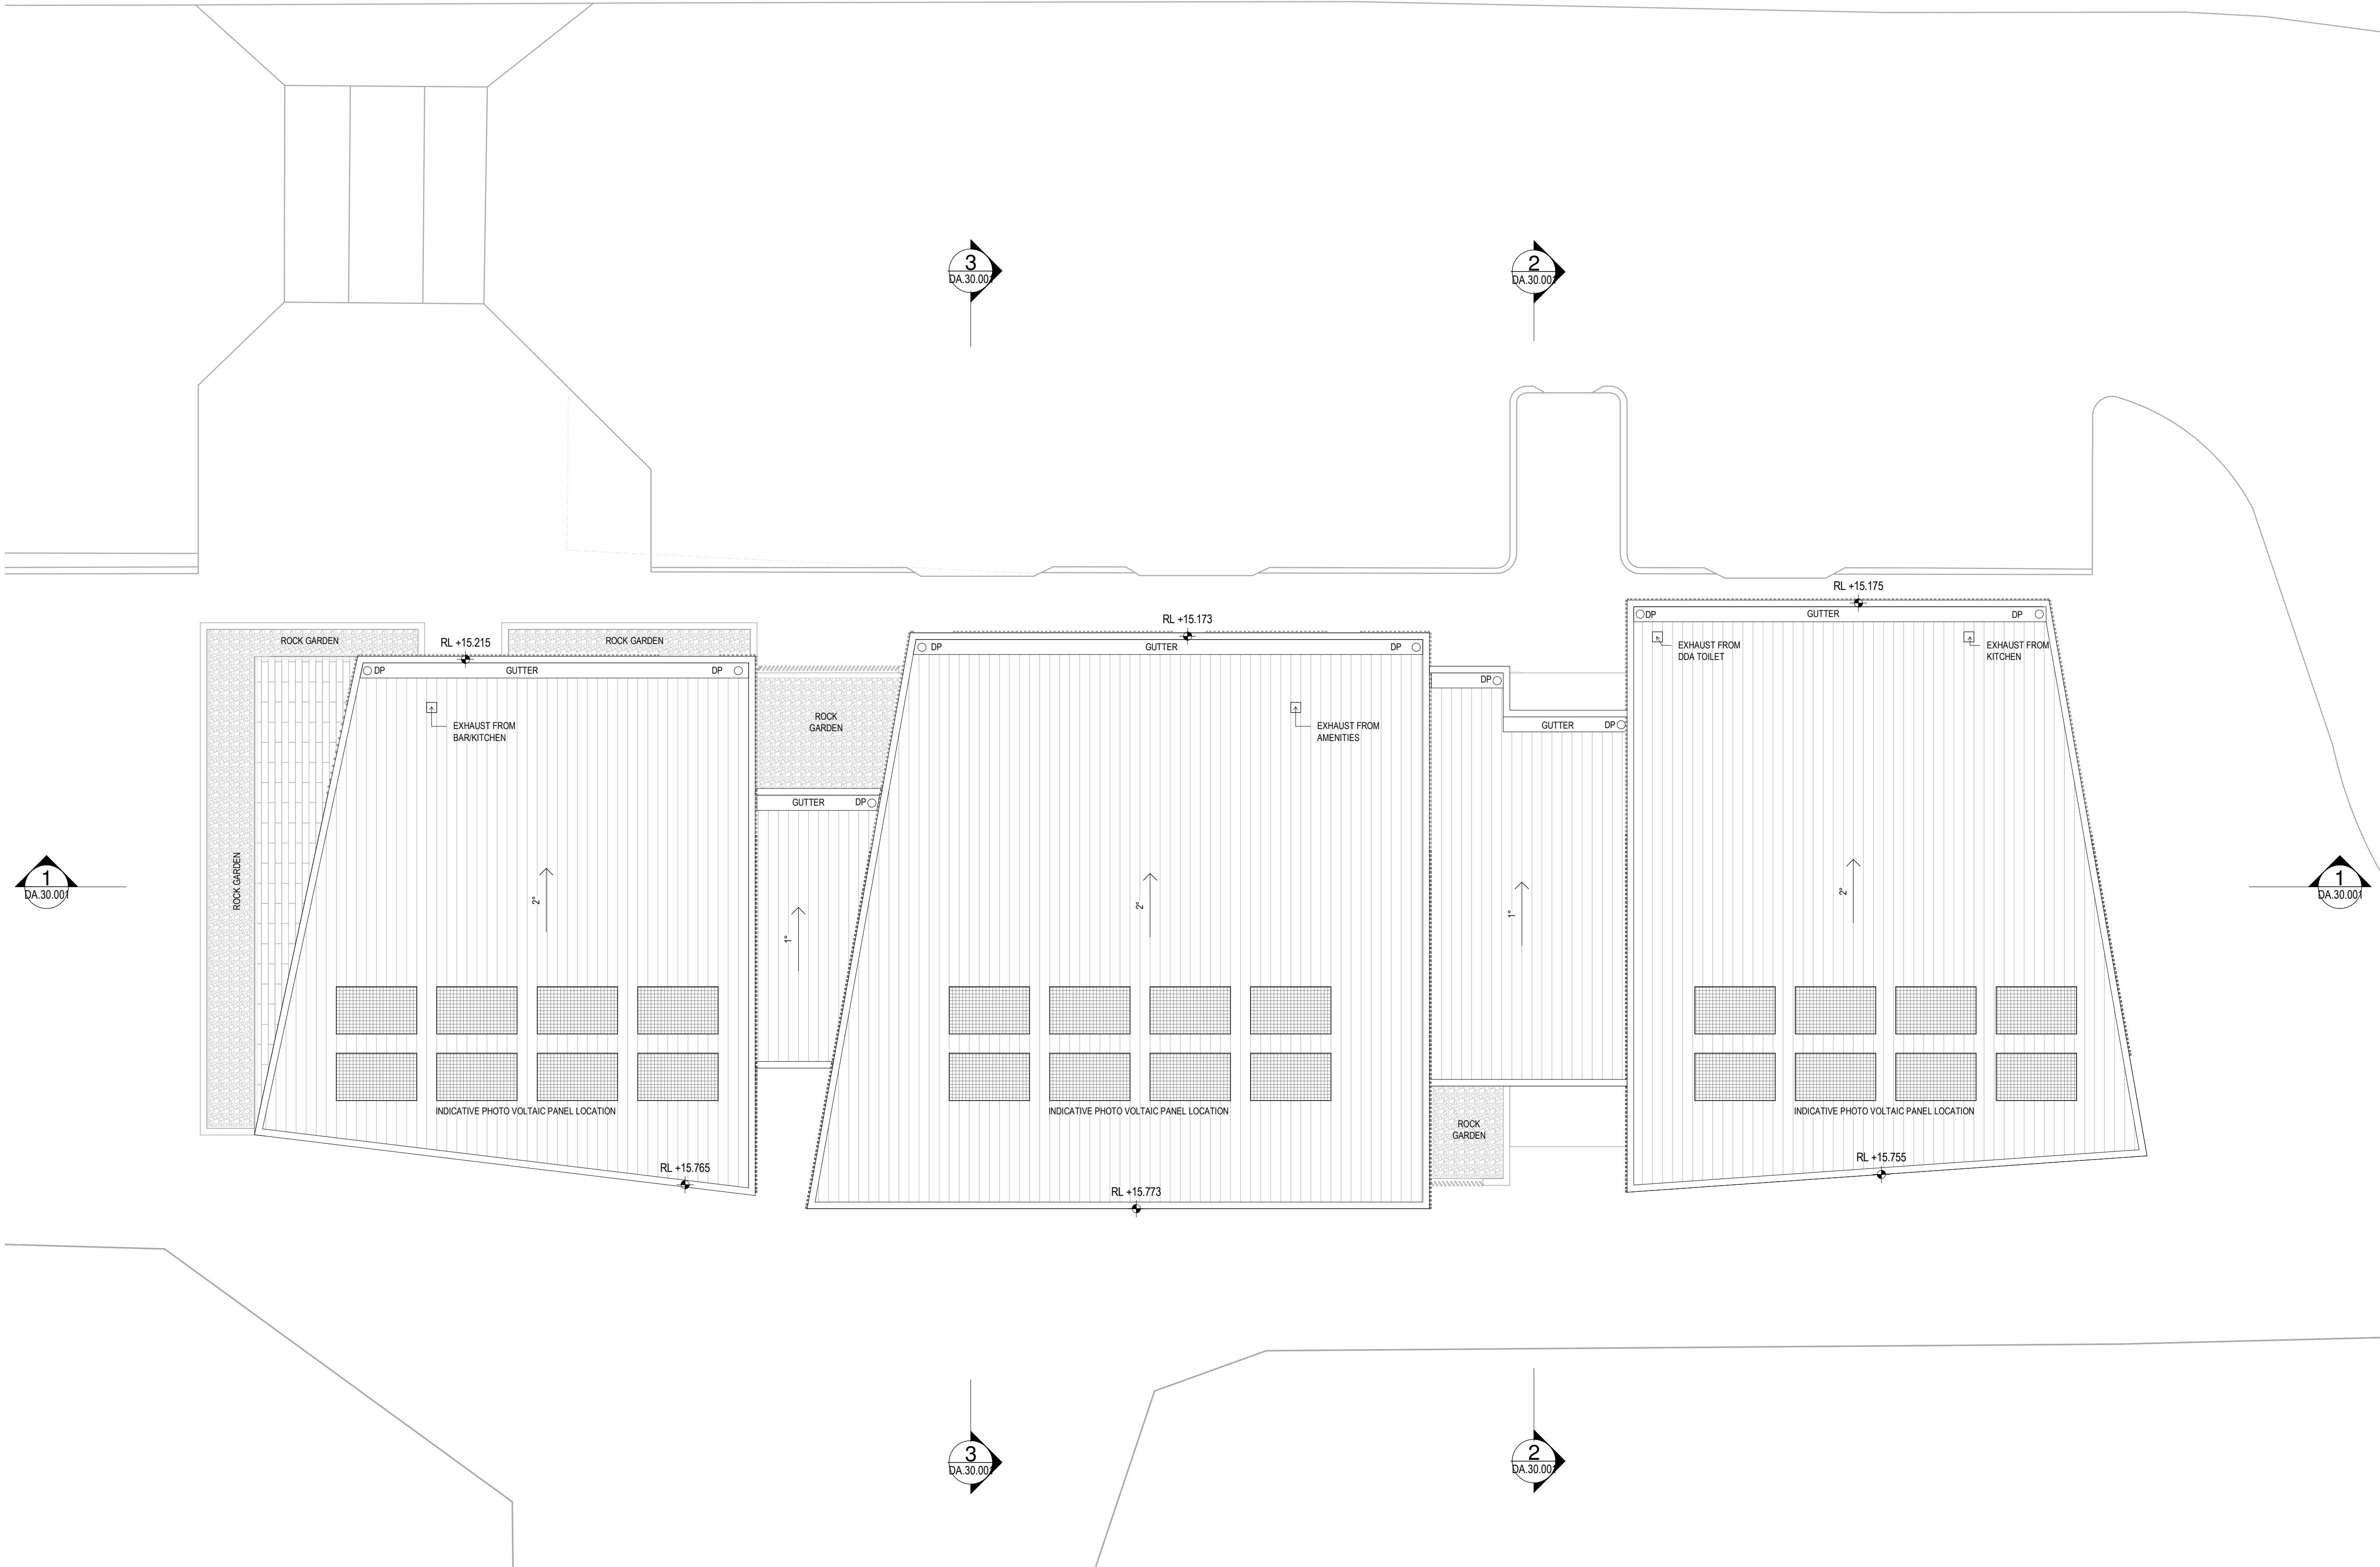 3
DA.30.001
2
DA.30.001
RL +15.175
DP
GUTTER
DP
RL +15.173
DP
GUTTER
DP
ROCK GARDEN
ROCK GARDEN
RL +15.215
DP
GUTTER
DP
EXHAUST FROM
DDA TOILET
EXHAUST FROM
KITCHEN
DP
ROCK
GARDEN
EXHAUST FROM
BAR/KITCHEN
EXHAUST FROM
AMENITIES
GUTTER
DP
GUTTER
DP
ROCK GARDEN
1
DA.30.001
2°
1°
2°
1°
2°
1
DA.30.001
INDICATIVE PHOTO VOLTAIC PANEL LOCATION
INDICATIVE PHOTO VOLTAIC PANEL LOCATION
INDICATIVE PHOTO VOLTAIC PANEL LOCATION
ROCK
GARDEN
RL +15.765
RL +15.773
RL +15.755
3
DA.30.001
2
DA.30.001